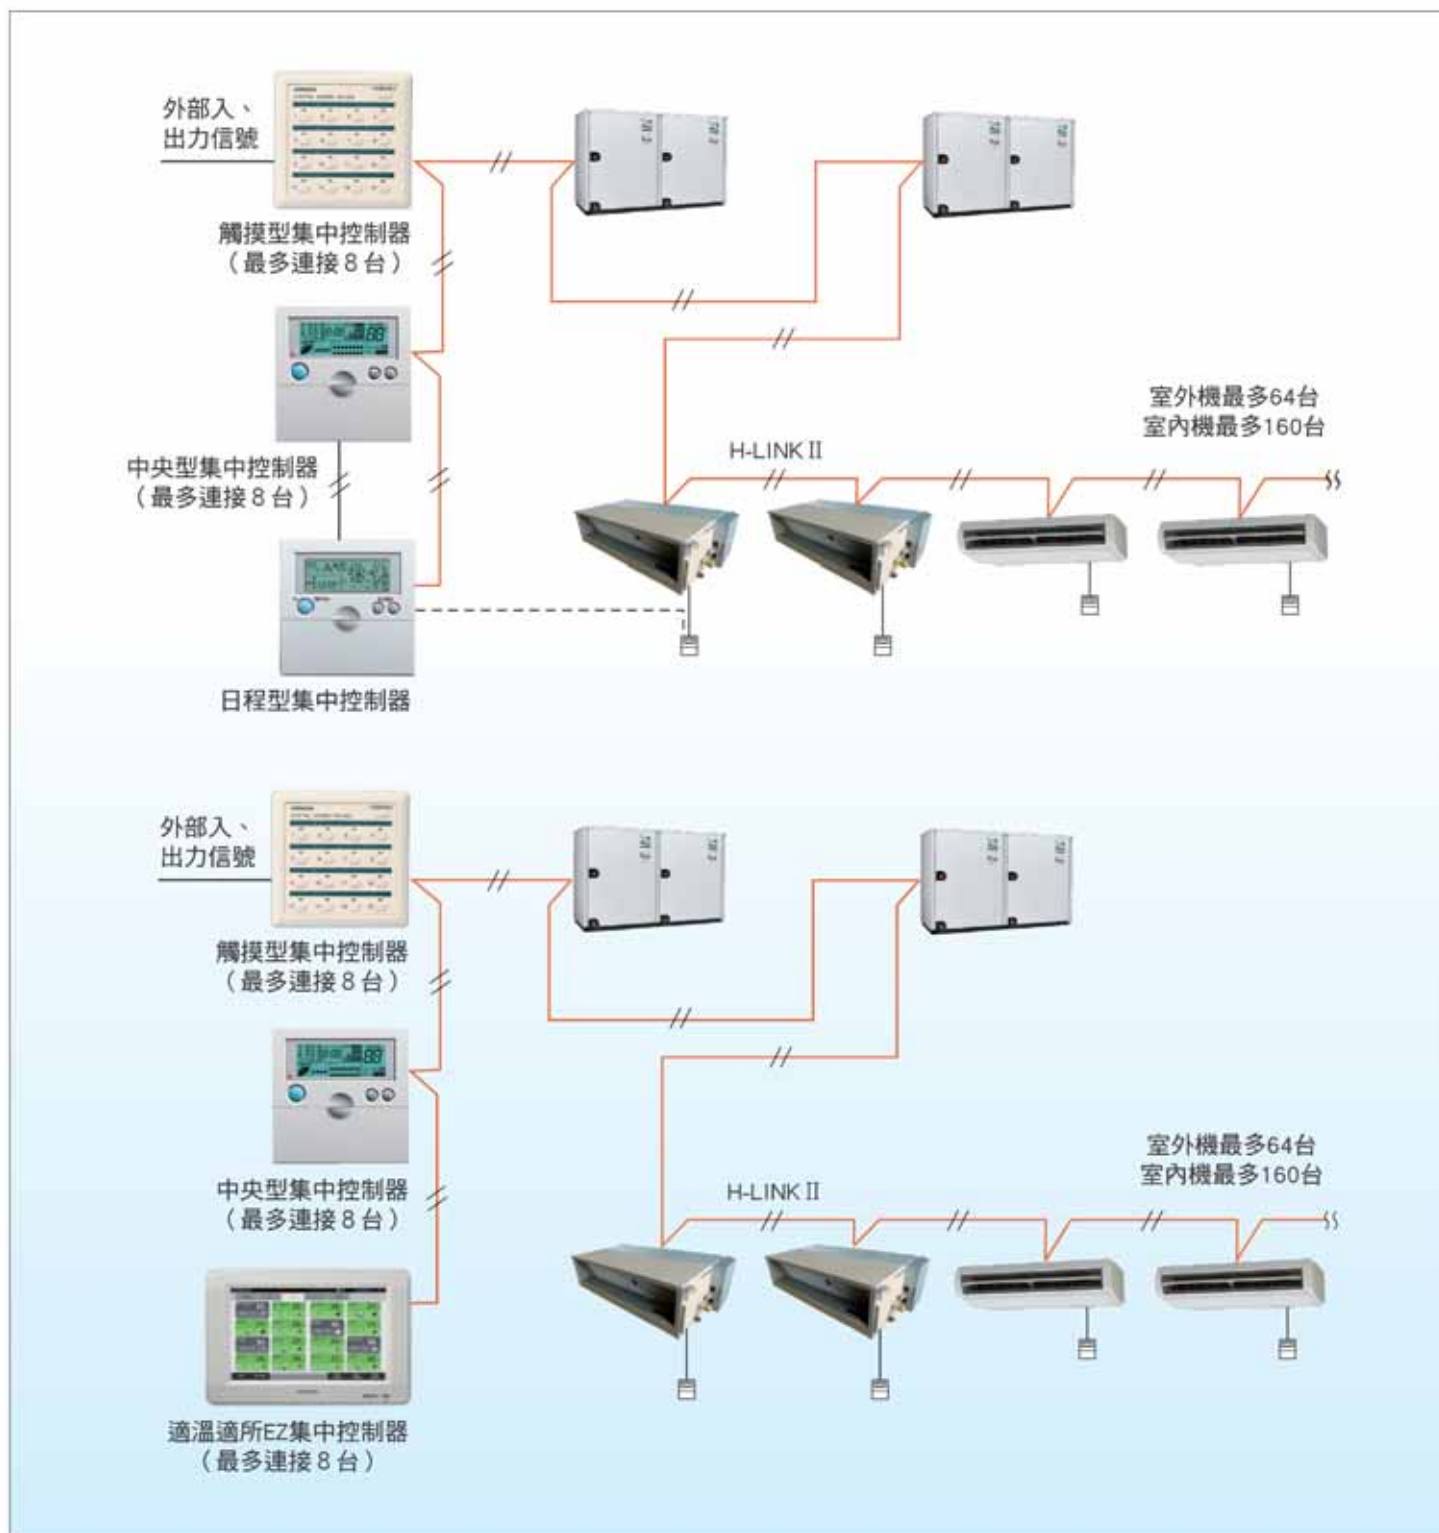 外部入、
出力信號
觸摸型集中控制器
（最多連接8台）
中央型集中控制器
（最多連接8台）
日程型集中控制器
H-LINK II
室外機最多64台
室內機最多160台
外部入、
出力信號
觸摸型集中控制器
（最多連接8台）
中央型集中控制器
（最多連接8台）
適溫適所EZ集中控制器
（最多連接8台）
H-LINK II
室外機最多64台
室內機最多160台